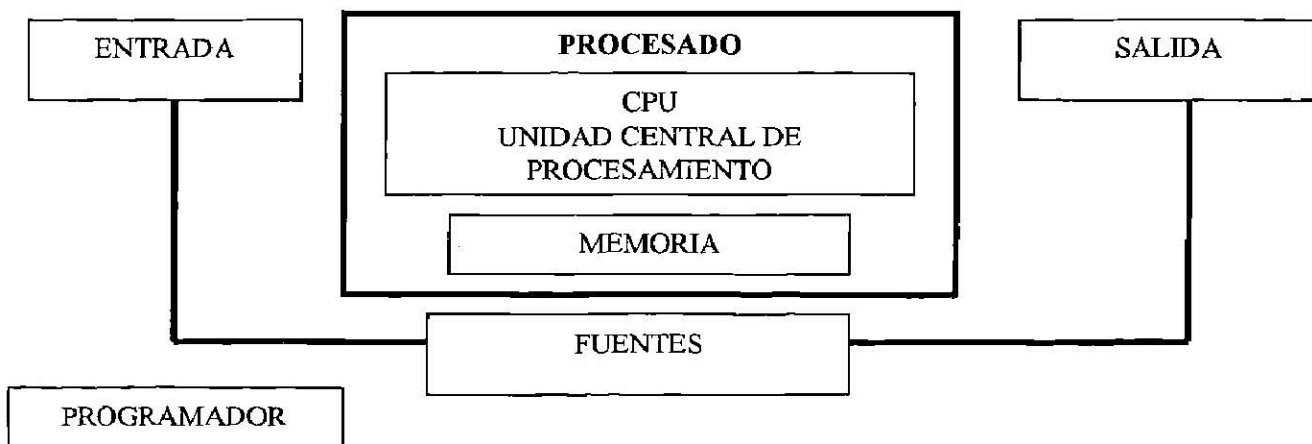 ENTRADA
PROCESADO
SALIDA
CPU
UNIDAD CENTRAL DE
PROCESAMIENTO
MEMORIA
FUENTES
PROGRAMADOR